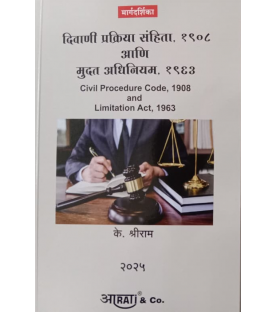 मार्गदर्शिका
दिवाणी प्रक्रिया संहिता, १९०८
आणि
मुदत अधिनियम, १९६३
Civil Procedure Code, 1908
and
Limitation Act, 1963
के. श्रीराम
२०२५
आरती RATI & Co.